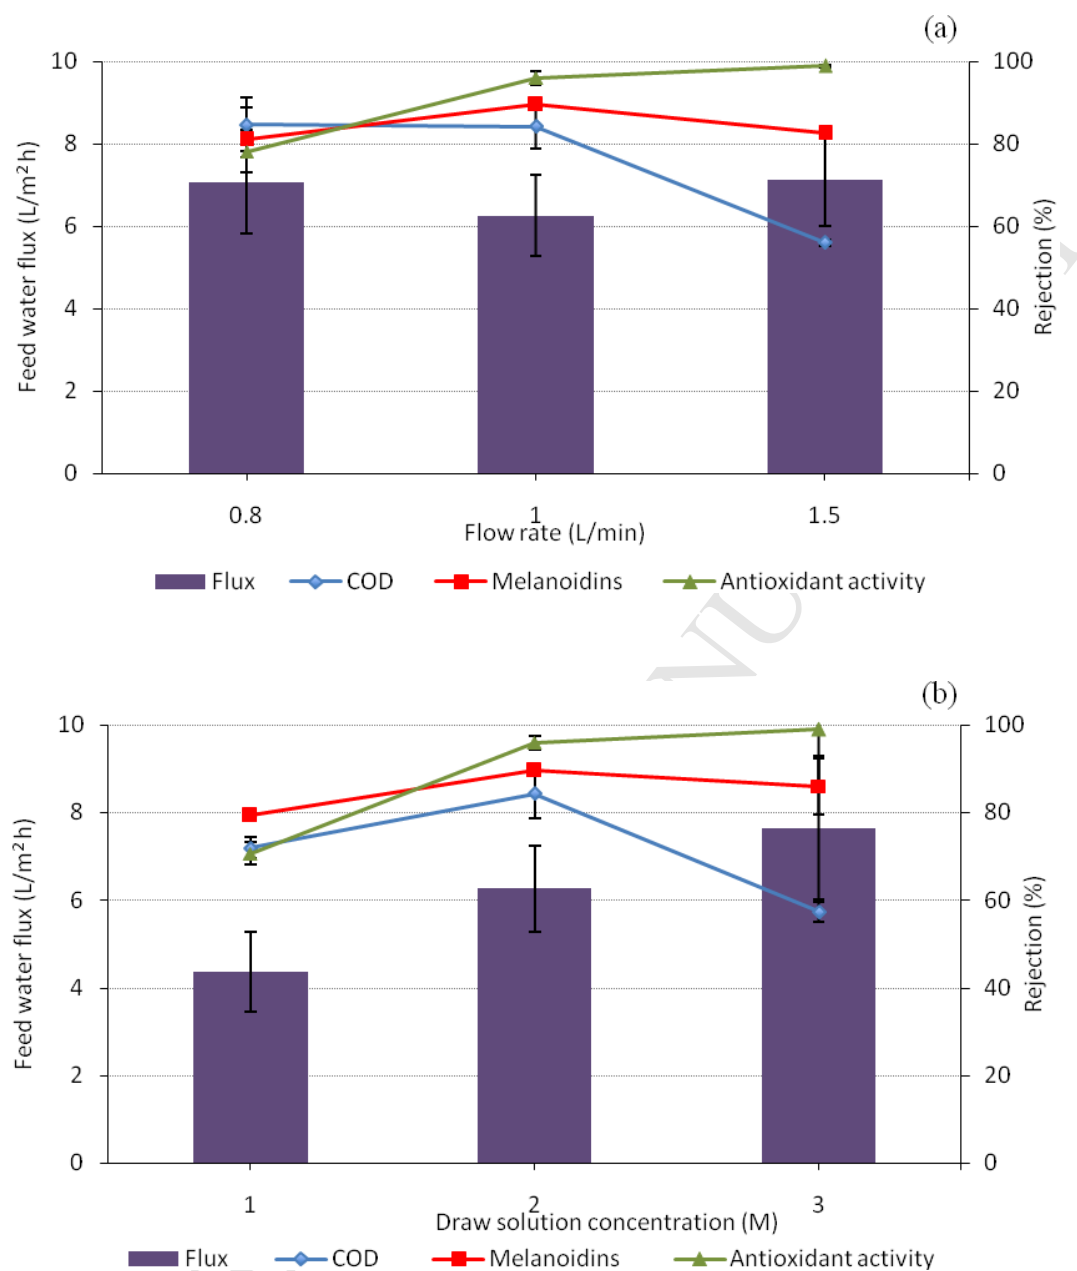 (a)
10
100
8
80
6
60
4
40
2
20
0
0
Feed water flux (L/m²h)
Rejection (%)
0.8
1
1.5
Flow rate (L/min)
Flux
COD
Melanoidins
Antioxidant activity
(b)
10
100
8
80
6
60
4
40
2
20
0
0
Feed water flux (L/m²h)
Rejection (%)
1
2
3
Draw solution concentration (M)
Flux
COD
Melanoidins
Antioxidant activity